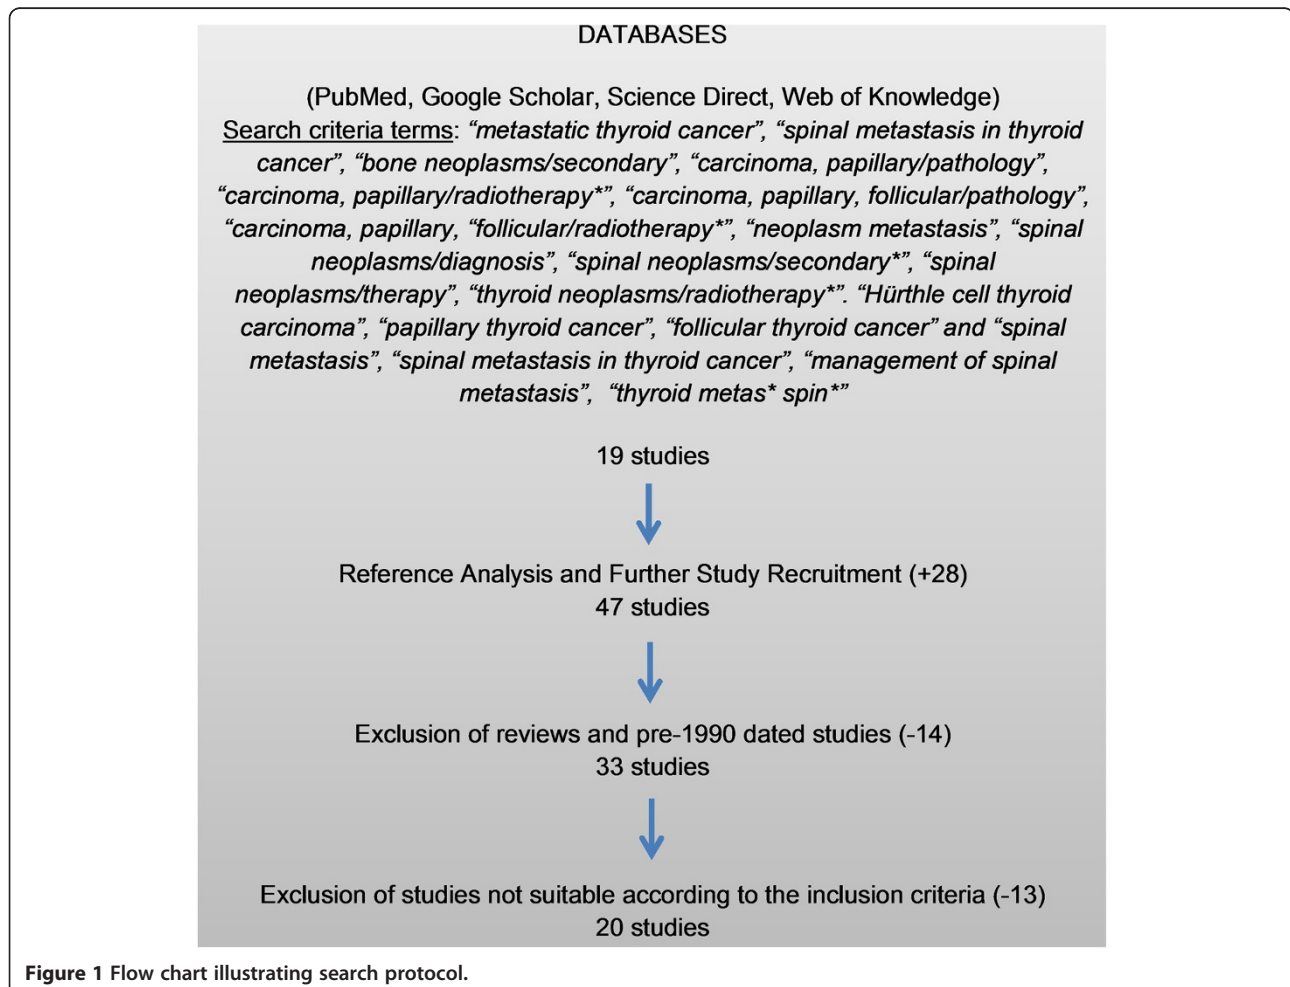 DATABASES
(PubMed, Google Scholar, Science Direct, Web of Knowledge)
Search criteria terms: “metastatic thyroid cancer”, “spinal metastasis in thyroid
cancer”, “bone neoplasms/secondary”, “carcinoma, papillary/pathology”,
“carcinoma, papillary/radiotherapy*”, “carcinoma, papillary, follicular/pathology”,
“carcinoma, papillary, “follicular/radiotherapy*”, “neoplasm metastasis”, “spinal
neoplasms/diagnosis”, “spinal neoplasms/secondary*”, “spinal
neoplasms/therapy”, “thyroid neoplasms/radiotherapy*”. “Hürthle cell thyroid
carcinoma”, “papillary thyroid cancer”, “follicular thyroid cancer” and “spinal
metastasis”, “spinal metastasis in thyroid cancer”, “management of spinal
metastasis”, “thyroid metas* spin*”
19 studies
Reference Analysis and Further Study Recruitment (+28)
47 studies
Exclusion of reviews and pre-1990 dated studies (-14)
33 studies
Exclusion of studies not suitable according to the inclusion criteria (-13)
20 studies
Figure 1 Flow chart illustrating search protocol.